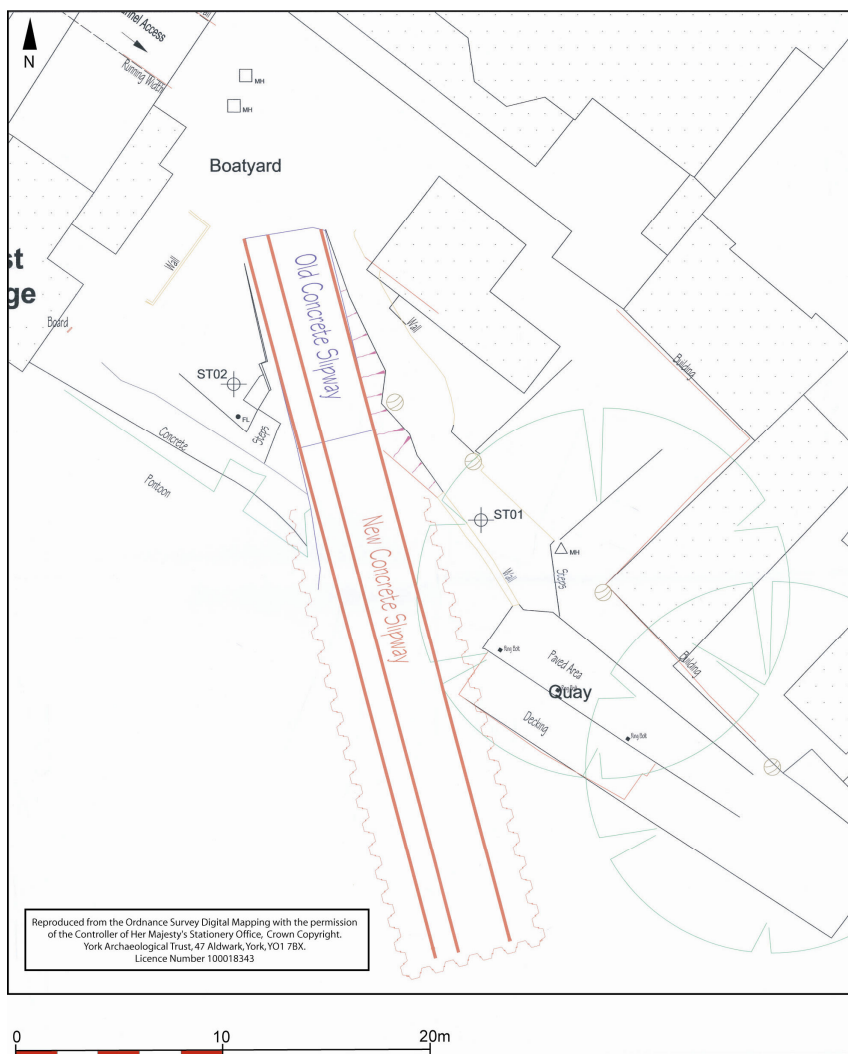 N
Access
Running Width
MH
MH
Boatyard
st
ge
Wall
Board
Old Concrete Slipway
Wall
ST02
FL
Steps
Concrete
Pontoon
Building
New Concrete Slipway
ST01
Wall
MH
Steps
Ring Bolt
Paved Area
Building
Quay
Decking
Ring Bolt
Reproduced from the Ordnance Survey Digital Mapping with the permission
of the Controller of Her Majesty's Stationery Office, Crown Copyright.
York Archaeological Trust, 47 Aldwark, York, YO1 7BX.
Licence Number 100018343
0 10 20m